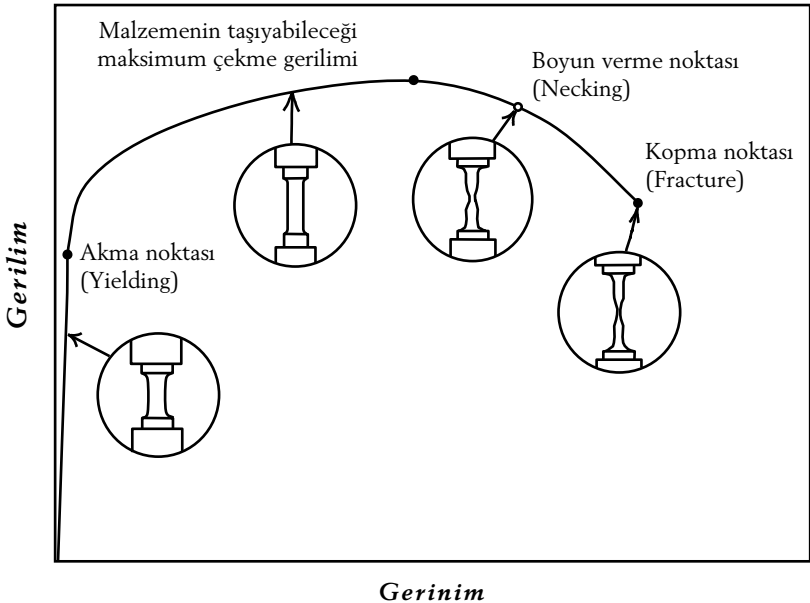 Malzemenin taşıyabileceği
maksimum çekme gerilimi
Boyun verme noktası
(Necking)
Kopma noktası
(Fracture)
Akma noktası
(Yielding)
Gerilim
Gerinim